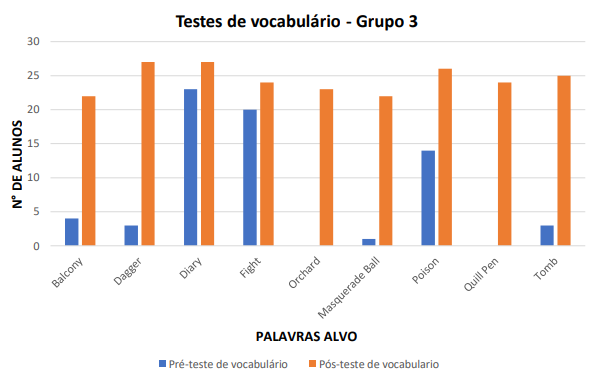 Testes de vocabulário - Grupo 3
Nº DE ALUNOS
30
25
20
15
10
5
0
Balcony
Dagger
Diary
Fight
Orchard
Masquerade Ball
Poison
Quill Pen
Tomb
PALAVRAS ALVO
Pré-teste de vocabulário
Pós-teste de vocabulario